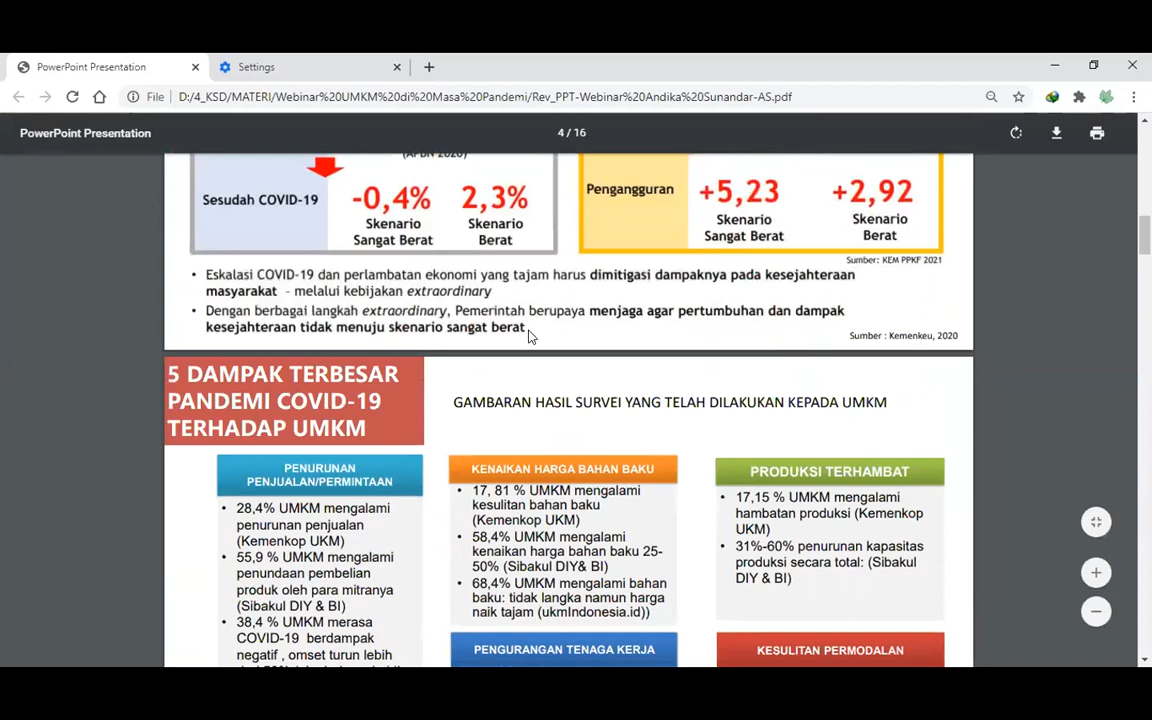 PowerPoint Presentation
Settings
File
D:/4_KSD/MATERI/Webinar%20UMKM%20di%20Masa%20Pandemi/Rev_PPT-Webinar%20Andika%20Sunandar-AS.pdf
PowerPoint Presentation
4 / 16
(APBN 2020)
Sesudah COVID-19
-0,4%
2,3%
Skenario
Sangat Berat
Skenario
Berat
Pengangguran
+5,23
+2,92
Skenario
Sangat Berat
Skenario
Berat
Sumber: KEM PPKF 2021
• Eskalasi COVID-19 dan perlambatan ekonomi yang tajam harus dimitigasi dampaknya pada kesejahteraan
masyarakat - melalui kebijakan extraordinary
• Dengan berbagai langkah extraordinary, Pemerintah berupaya menjaga agar pertumbuhan dan dampak
kesejahteraan tidak menuju skenario sangat berat
Sumber : Kemenkeu, 2020
5 DAMPAK TERBESAR
PANDEMI COVID-19
TERHADAP UMKM
GAMBARAN HASIL SURVEI YANG TELAH DILAKUKAN KEPADA UMKM
PENURUNAN
PENJUALAN/PERMINTAAN
• 28,4% UMKM mengalami
penurunan penjualan
(Kemenkop UKM)
• 55,9 % UMKM mengalami
penundaan pembelian
produk oleh para mitranya
(Sibakul DIY & BI)
• 38,4 % UMKM merasa
COVID-19 berdampak
negatif , omset turun lebih
KENAIKAN HARGA BAHAN BAKU
• 17, 81 % UMKM mengalami
kesulitan bahan baku
(Kemenkop UKM)
• 58,4% UMKM mengalami
kenaikan harga bahan baku 25-
50% (Sibakul DIY& BI)
• 68,4% UMKM mengalami bahan
baku: tidak langka namun harga
naik tajam (ukmIndonesia.id))
PRODUKSI TERHAMBAT
• 17,15 % UMKM mengalami
hambatan produksi (Kemenkop
UKM)
• 31%-60% penurunan kapasitas
produksi secara total: (Sibakul
DIY & BI)
PENGURANGAN TENAGA KERJA
KESULITAN PERMODALAN